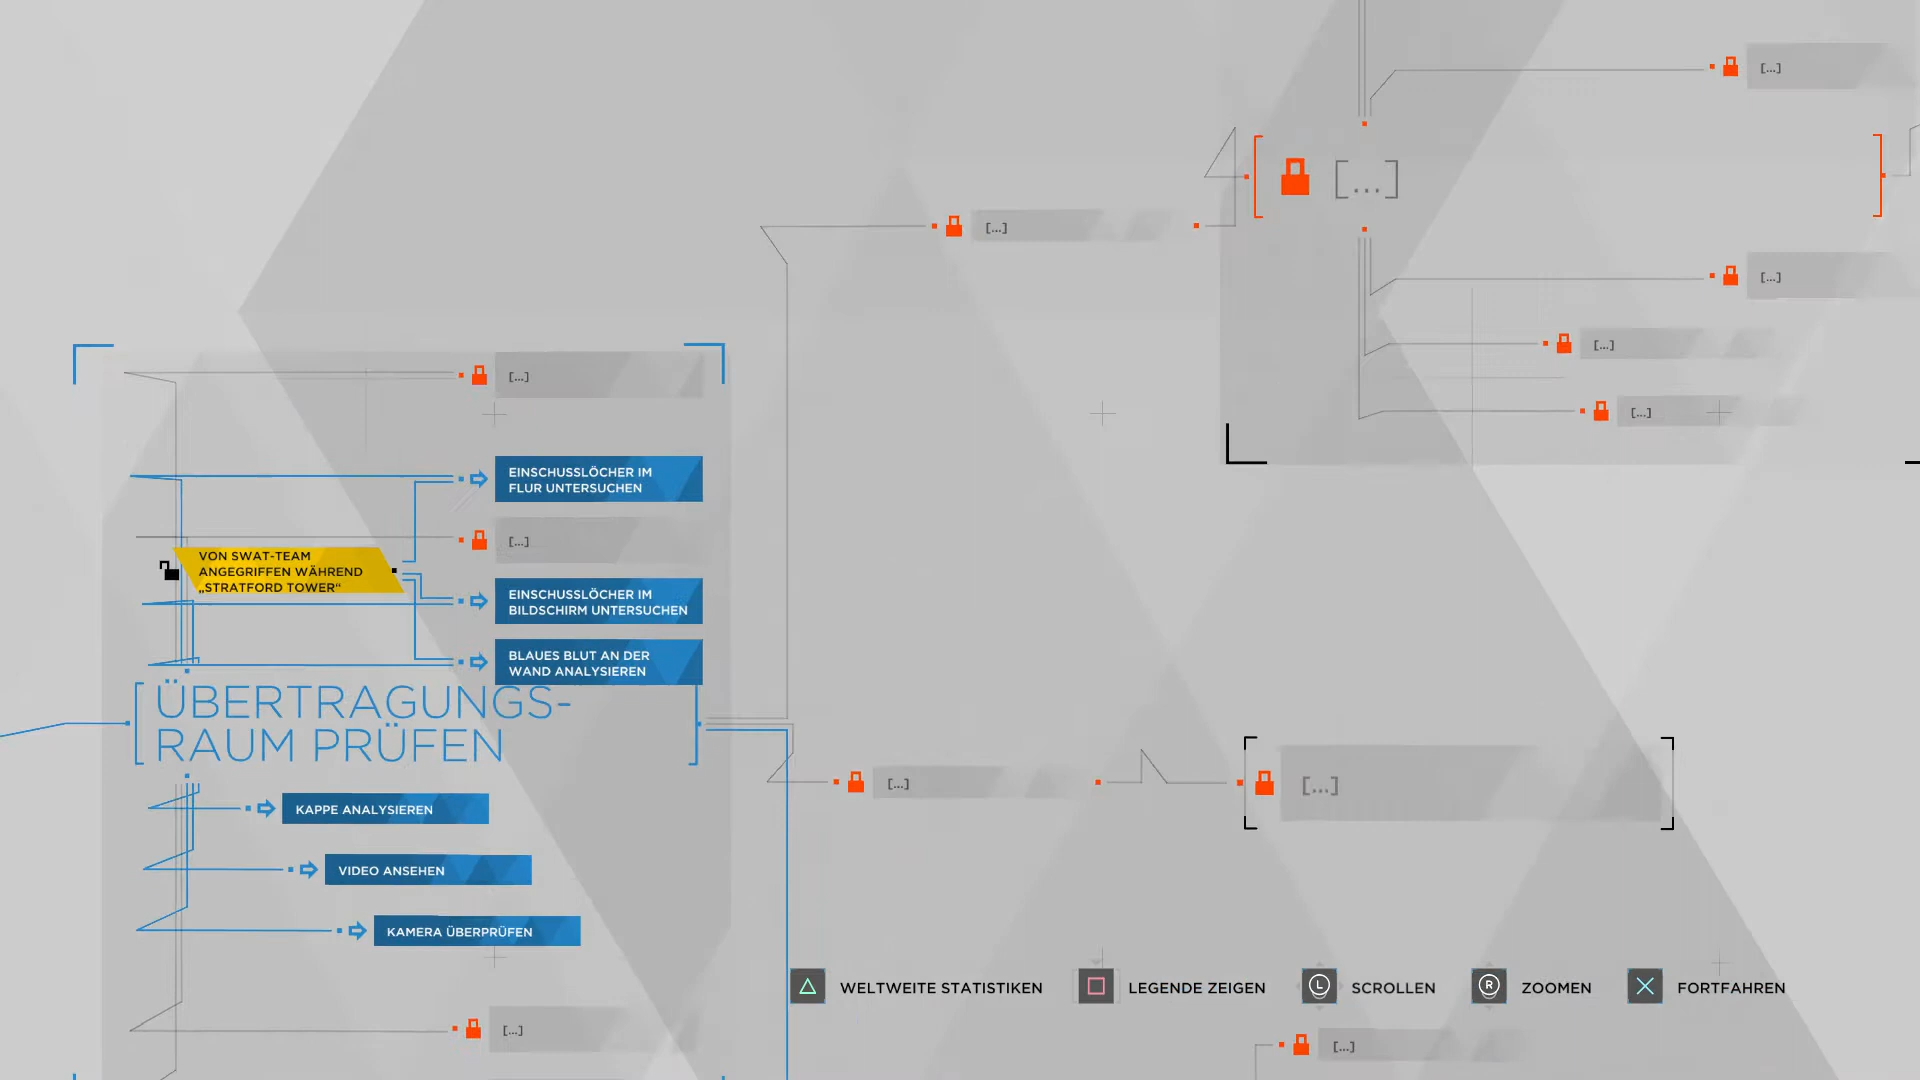 [...]
[...]
[...]
[...]
[...]
[...]
[...]
EINSCHUSSLÖCHER IM
FLUR UNTERSUCHEN
[...]
VON SWAT-TEAM
ANGEGRIFFEN WÄHREND
„STRATFORD TOWER“
EINSCHUSSLÖCHER IM
BILDSCHIRM UNTERSUCHEN
BLAUES BLUT AN DER
WAND ANALYSIEREN
ÜBERTRAGUNGS-
RAUM PRÜFEN
[...]
[...]
KAPPE ANALYSIEREN
VIDEO ANSEHEN
KAMERA ÜBERPRÜFEN
WELTWEITE STATISTIKEN
LEGENDE ZEIGEN
L
SCROLLEN
R
ZOOMEN
FORTFAHREN
[...]
[...]